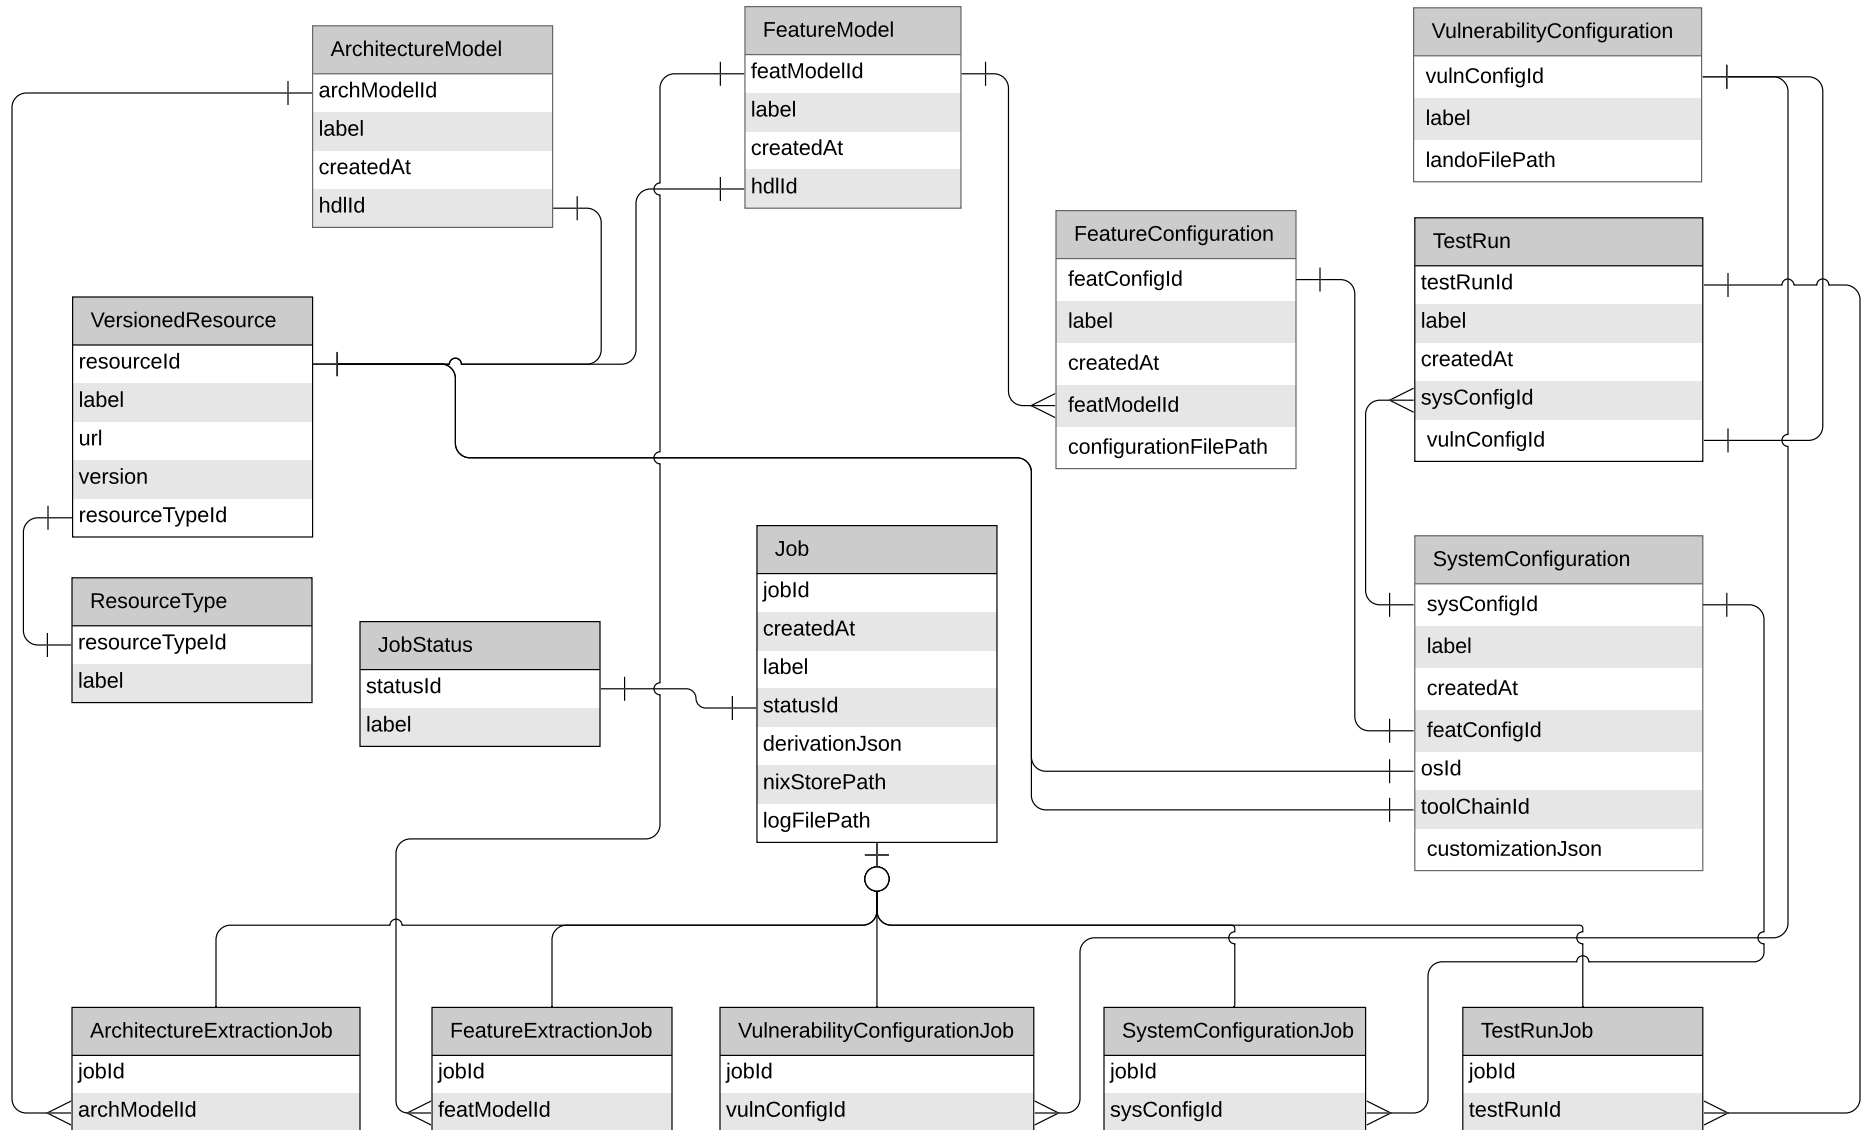 ArchitectureModel
archModelId
label
createdAt
hdlId
FeatureModel
featModelId
label
createdAt
hdlId
VulnerabilityConfiguration
vulnConfigId
label
landoFilePath
FeatureConfiguration
featConfigId
label
createdAt
featModelId
configurationFilePath
TestRun
testRunId
label
createdAt
sysConfigId
vulnConfigId
VersionedResource
resourceId
label
url
version
resourceTypeId
ResourceType
resourceTypeId
label
JobStatus
statusId
label
Job
jobId
createdAt
label
statusId
derivationJson
nixStorePath
logFilePath
SystemConfiguration
sysConfigId
label
createdAt
featConfigId
osId
toolChainId
customizationJson
ArchitectureExtractionJob
jobId
archModelId
FeatureExtractionJob
jobId
featModelId
VulnerabilityConfigurationJob
jobId
vulnConfigId
SystemConfigurationJob
jobId
sysConfigId
TestRunJob
jobId
testRunId